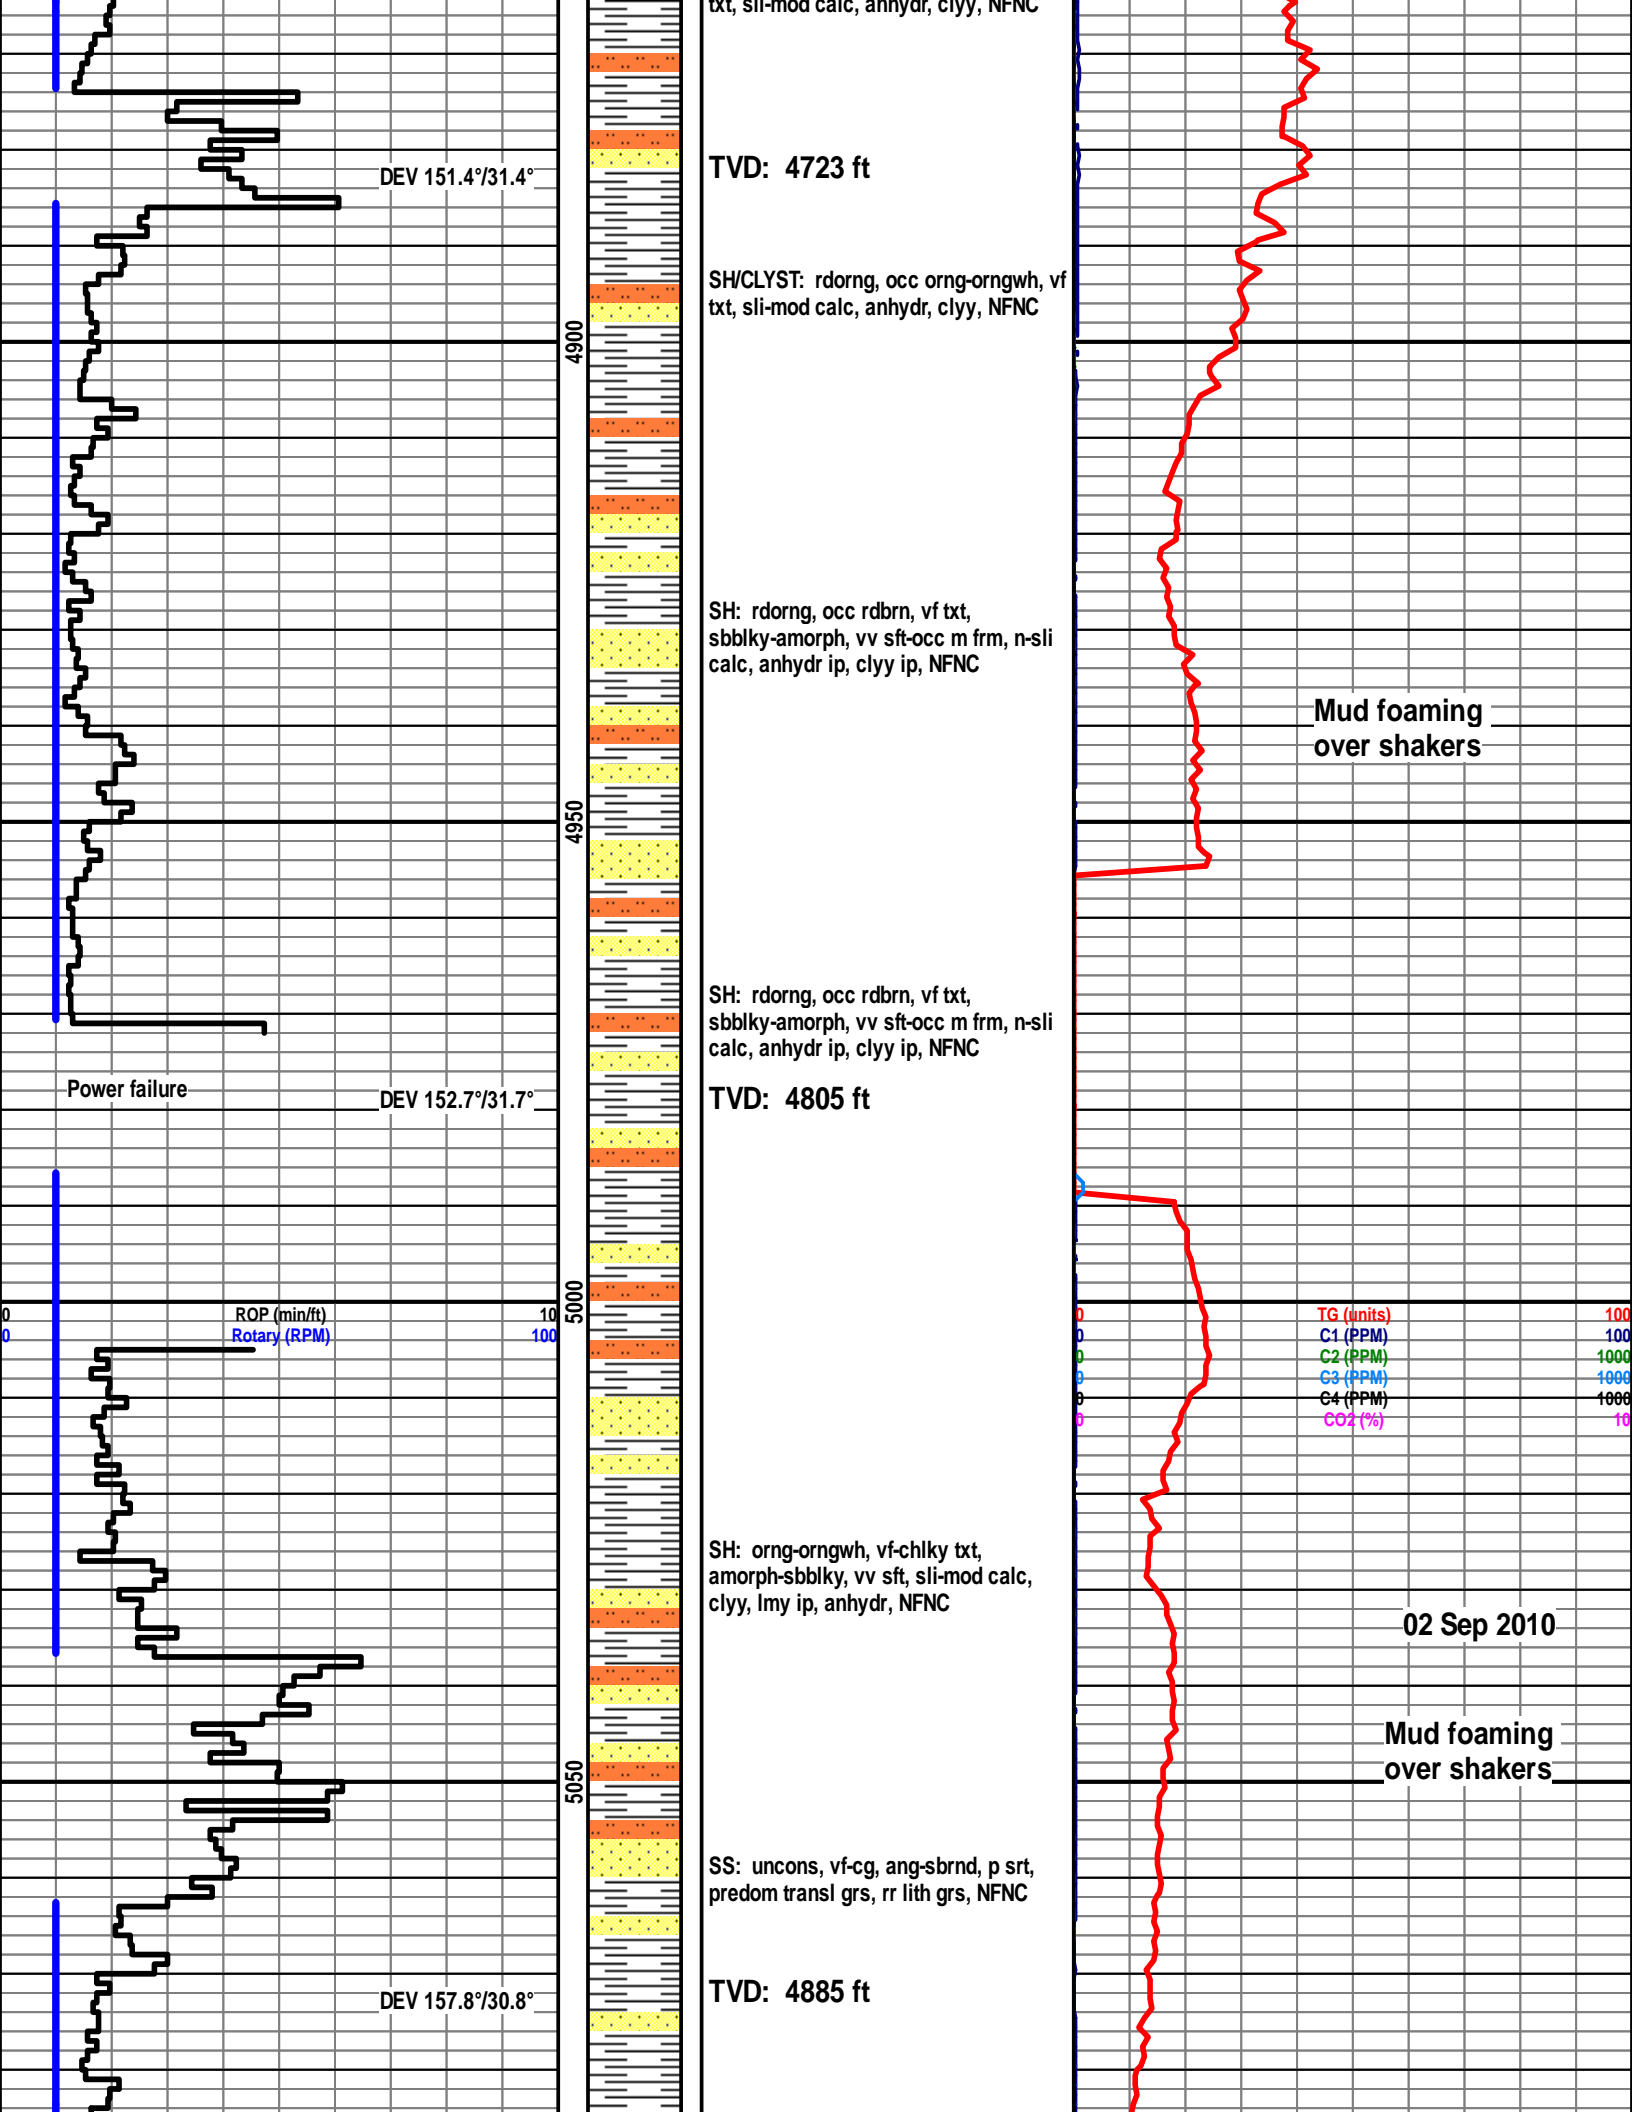 txt, sli-mod calc, anhydr, clyy, NFNC
TVD: 4723 ft
DEV 151.4°/31.4°
SH/CLYST: rdorng, occ orng-orngwh, vf
txt, sli-mod calc, anhydr, clyy, NFNC
4900
SH: rdorng, occ rdbrn, vf txt,
sbblky-amorph, vv sft-occ m frm, n-sli
calc, anhydr ip, clyy ip, NFNC
Mud foaming
over shakers
4950
SH: rdorng, occ rdbrn, vf txt,
sbblky-amorph, vv sft-occ m frm, n-sli
calc, anhydr ip, clyy ip, NFNC
Power failure
DEV 152.7°/31.7°
TVD: 4805 ft
5000
0 ROP (min/ft) 10
0 Rotary (RPM) 100
0 TG (units) 100
0 C1 (PPM) 100
0 C2 (PPM) 1000
0 C3 (PPM) 1000
0 C4 (PPM) 1000
0 CO2 (%) 10
SH: orng-orngwh, vf-chlky txt,
amorph-sbblky, vv sft, sli-mod calc,
clyy, lmy ip, anhydr, NFNC
02 Sep 2010
Mud foaming
over shakers
5050
SS: uncons, vf-cg, ang-sbrnd, p srt,
predom transl grs, rr lith grs, NFNC
TVD: 4885 ft
DEV 157.8°/30.8°